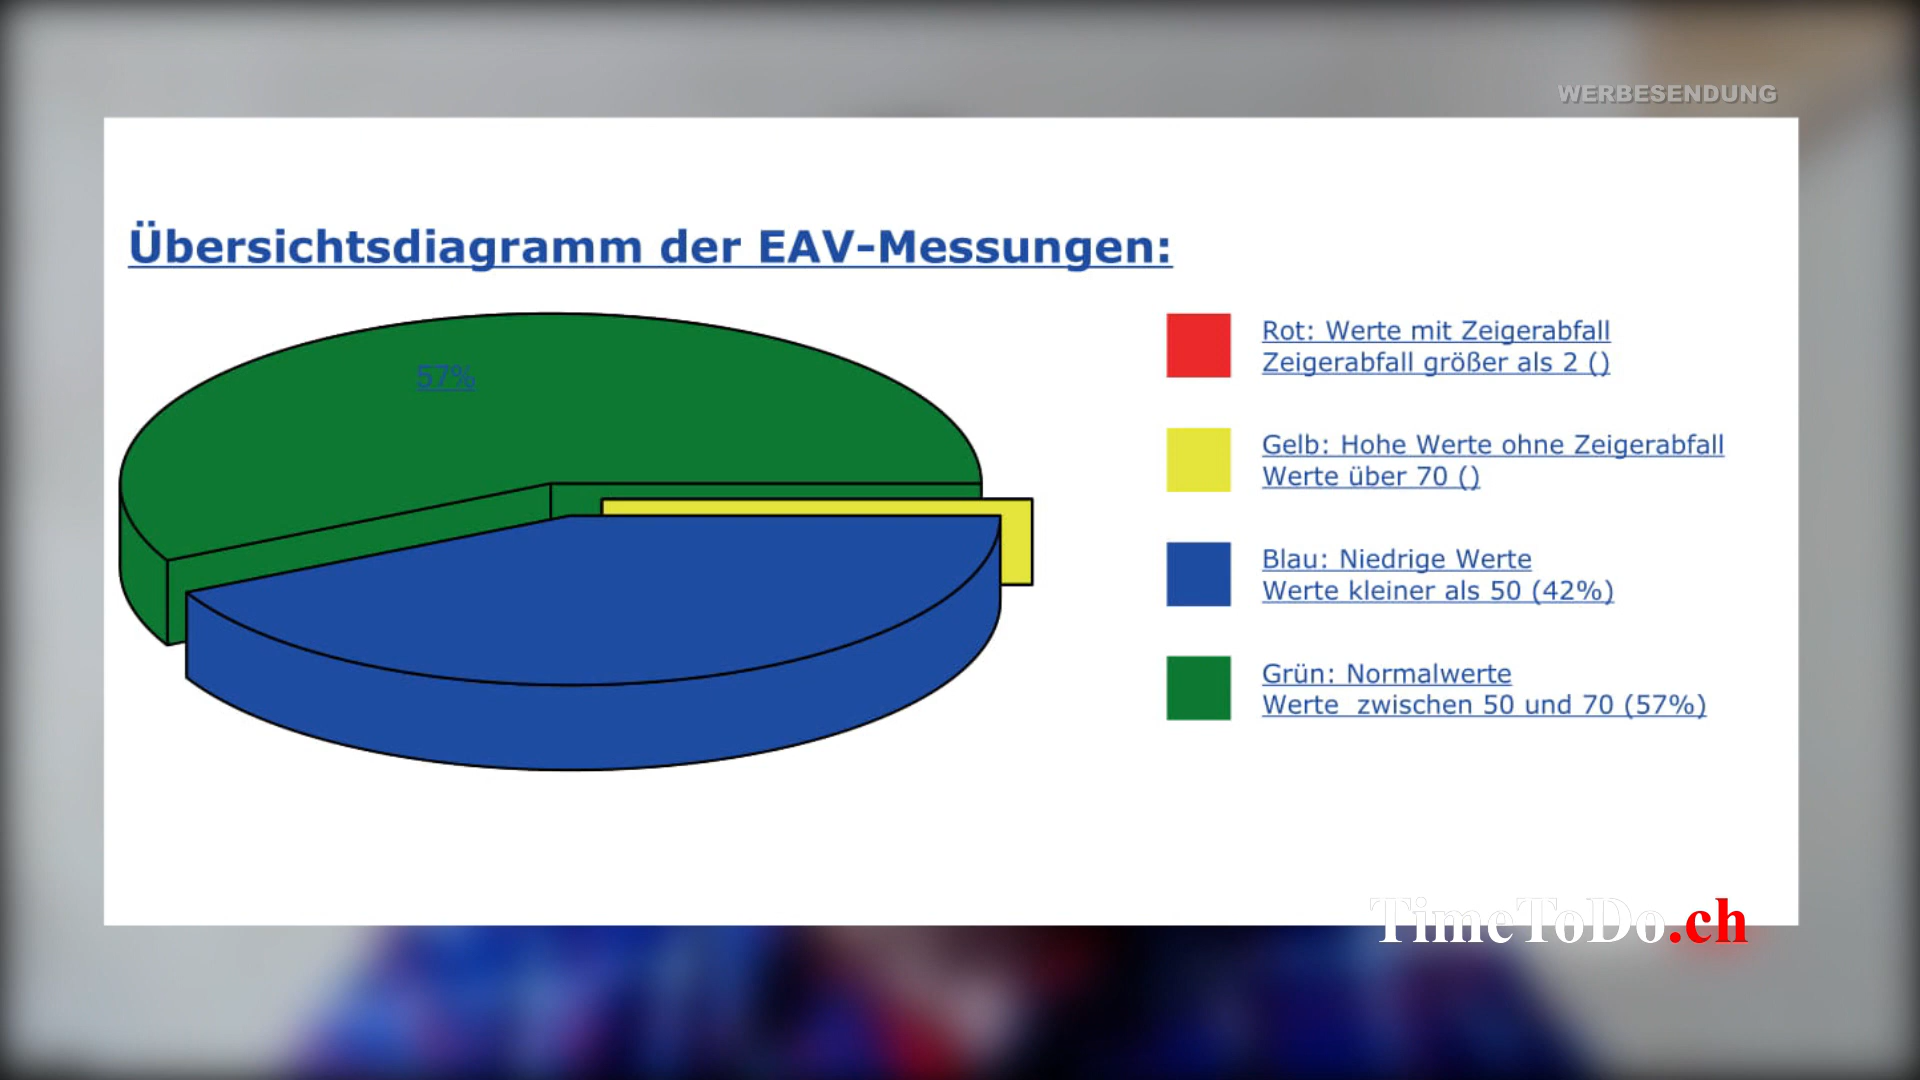 WERBESENDUNG
Übersichtsdiagramm der EAV-Messungen:
57%
Rot: Werte mit Zeigerabfall
Zeigerabfall größer als 2 ()
Gelb: Hohe Werte ohne Zeigerabfall
Werte über 70 ()
Blau: Niedrige Werte
Werte kleiner als 50 (42%)
Grün: Normalwerte
Werte  zwischen 50 und 70 (57%)
TimeToDo.ch